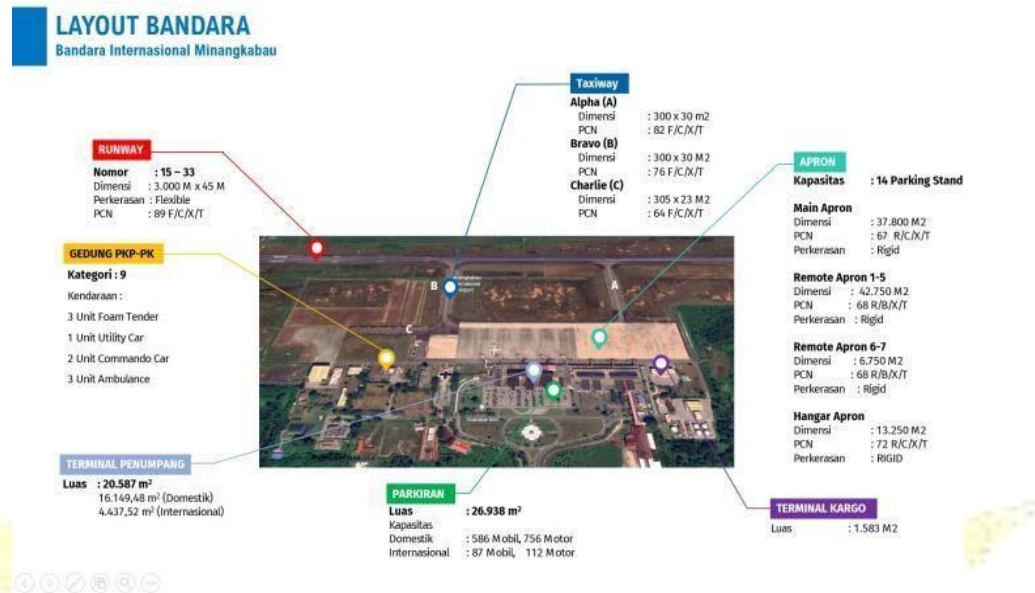 LAYOUT BANDARA
Bandara Internasional Minangkabau
Taxiway
Alpha (A)
Dimensi : 300 x 30 m2
PCN : 82 F/C/X/T
Bravo (B)
Dimensi : 300 x 30 M2
PCN : 76 F/C/X/T
Charlie (C)
Dimensi : 305 x 23 M2
PCN : 64 F/C/X/T
RUNWAY
Nomor : 15 – 33
Dimensi : 3.000 M x 45 M
Perkerasan : Flexible
PCN : 89 F/C/X/T
APRON
Kapasitas : 14 Parking Stand
Main Apron
Dimensi : 37.800 M2
PCN : 67 R/C/X/T
Perkerasan : Rigid
Remote Apron 1-5
Dimensi : 42.750 M2
PCN : 68 R/B/X/T
Perkerasan : Rigid
Remote Apron 6-7
Dimensi : 6.750 M2
PCN : 68 R/B/X/T
Perkerasan : Rigid
Hangar Apron
Dimensi : 13.250 M2
PCN : 72 R/C/X/T
Perkerasan : RIGID
GEDUNG PKP-PK
Kategori : 9
Kendaraan :
3 Unit Foam Tender
1 Unit Utility Car
2 Unit Commando Car
3 Unit Ambulance
B
A
C
TERMINAL PENUMPANG
Luas : 20.587 m²
16.149,48 m² (Domestik)
4.437,52 m² (Internasional)
PARKIRAN
Luas : 26.938 m²
Kapasitas
Domestik : 586 Mobil, 756 Motor
Internasional : 87 Mobil, 112 Motor
TERMINAL KARGO
Luas : 1.583 M2